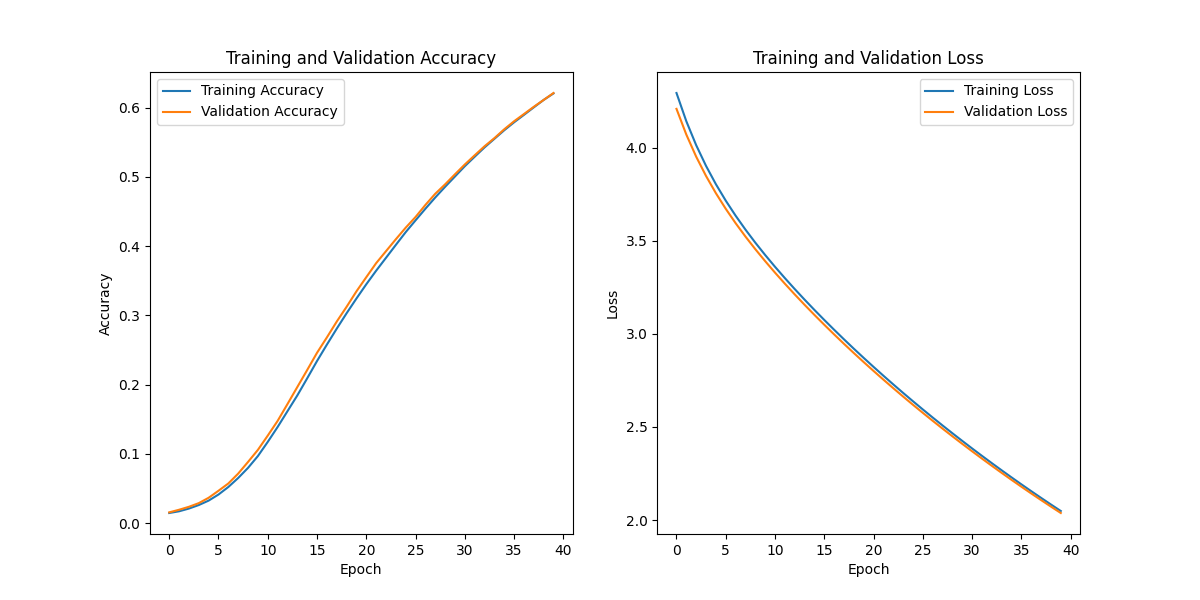 Training and Validation Accuracy
Training Accuracy
Validation Accuracy
0.6
0.5
0.4
0.3
0.2
0.1
0.0
Accuracy
0 5 10 15 20 25 30 35 40
Epoch
Training and Validation Loss
Training Loss
Validation Loss
4.0
3.5
3.0
2.5
2.0
Loss
0 5 10 15 20 25 30 35 40
Epoch